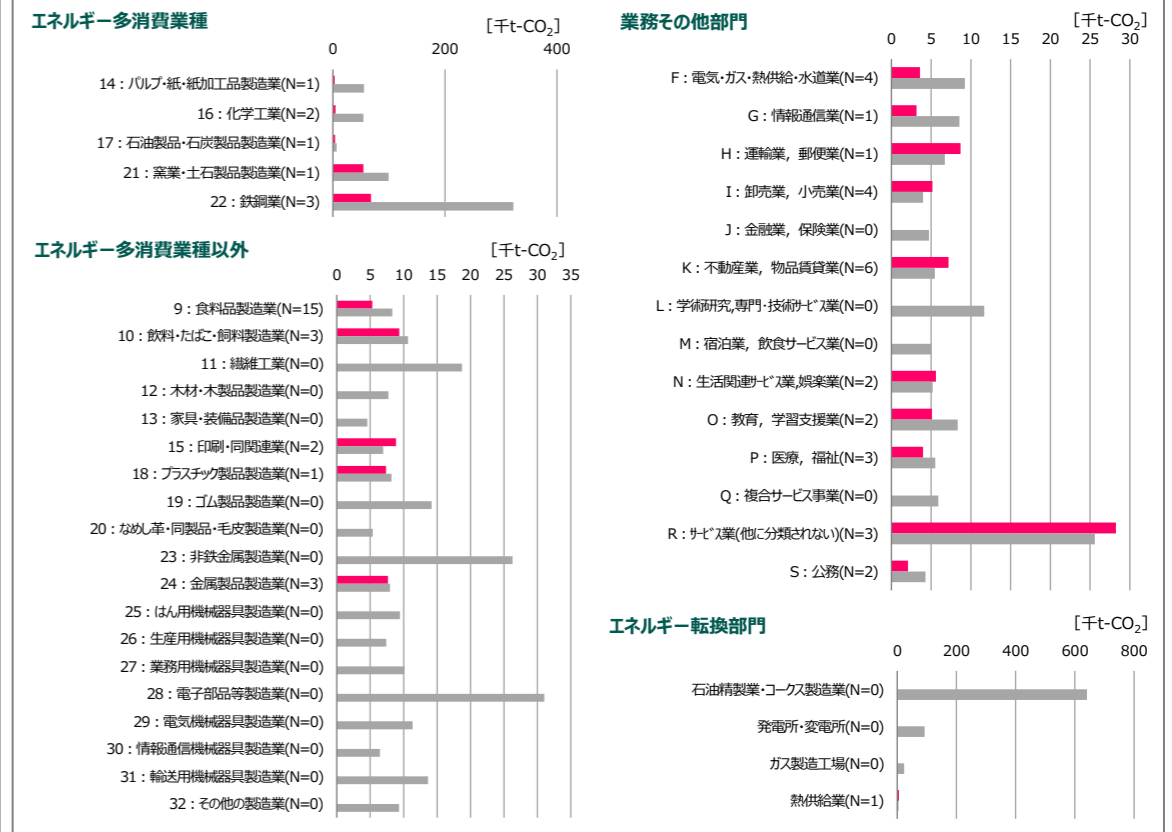 エネルギー多消費業種
[千t-CO₂]
0 200 400
14：パルプ・紙・紙加工品製造業(N=1)
16：化学工業(N=2)
17：石油製品・石炭製品製造業(N=1)
21：窯業・土石製品製造業(N=1)
22：鉄鋼業(N=3)
エネルギー多消費業種以外
[千t-CO₂]
0 5 10 15 20 25 30 35
9：食料品製造業(N=15)
10：飲料・たばこ・飼料製造業(N=3)
11：繊維工業(N=0)
12：木材・木製品製造業(N=0)
13：家具・装備品製造業(N=0)
15：印刷・同関連業(N=2)
18：プラスチック製品製造業(N=1)
19：ゴム製品製造業(N=0)
20：なめし革・同製品・毛皮製造業(N=0)
23：非鉄金属製造業(N=0)
24：金属製品製造業(N=3)
25：はん用機械器具製造業(N=0)
26：生産用機械器具製造業(N=0)
27：業務用機械器具製造業(N=0)
28：電子部品等製造業(N=0)
29：電気機械器具製造業(N=0)
30：情報通信機械器具製造業(N=0)
31：輸送用機械器具製造業(N=0)
32：その他の製造業(N=0)
業務その他部門
[千t-CO₂]
0 5 10 15 20 25 30
F：電気・ガス・熱供給・水道業(N=4)
G：情報通信業(N=1)
H：運輸業，郵便業(N=1)
I：卸売業，小売業(N=4)
J：金融業，保険業(N=0)
K：不動産業，物品賃貸業(N=6)
L：学術研究,専門・技術サービス業(N=0)
M：宿泊業，飲食サービス業(N=0)
N：生活関連サービス業,娯楽業(N=2)
O：教育，学習支援業(N=2)
P：医療，福祉(N=3)
Q：複合サービス事業(N=0)
R：サービス業(他に分類されない)(N=3)
S：公務(N=2)
エネルギー転換部門
[千t-CO₂]
0 200 400 600 800
石油精製業・コークス製造業(N=0)
発電所・変電所(N=0)
ガス製造工場(N=0)
熱供給業(N=1)